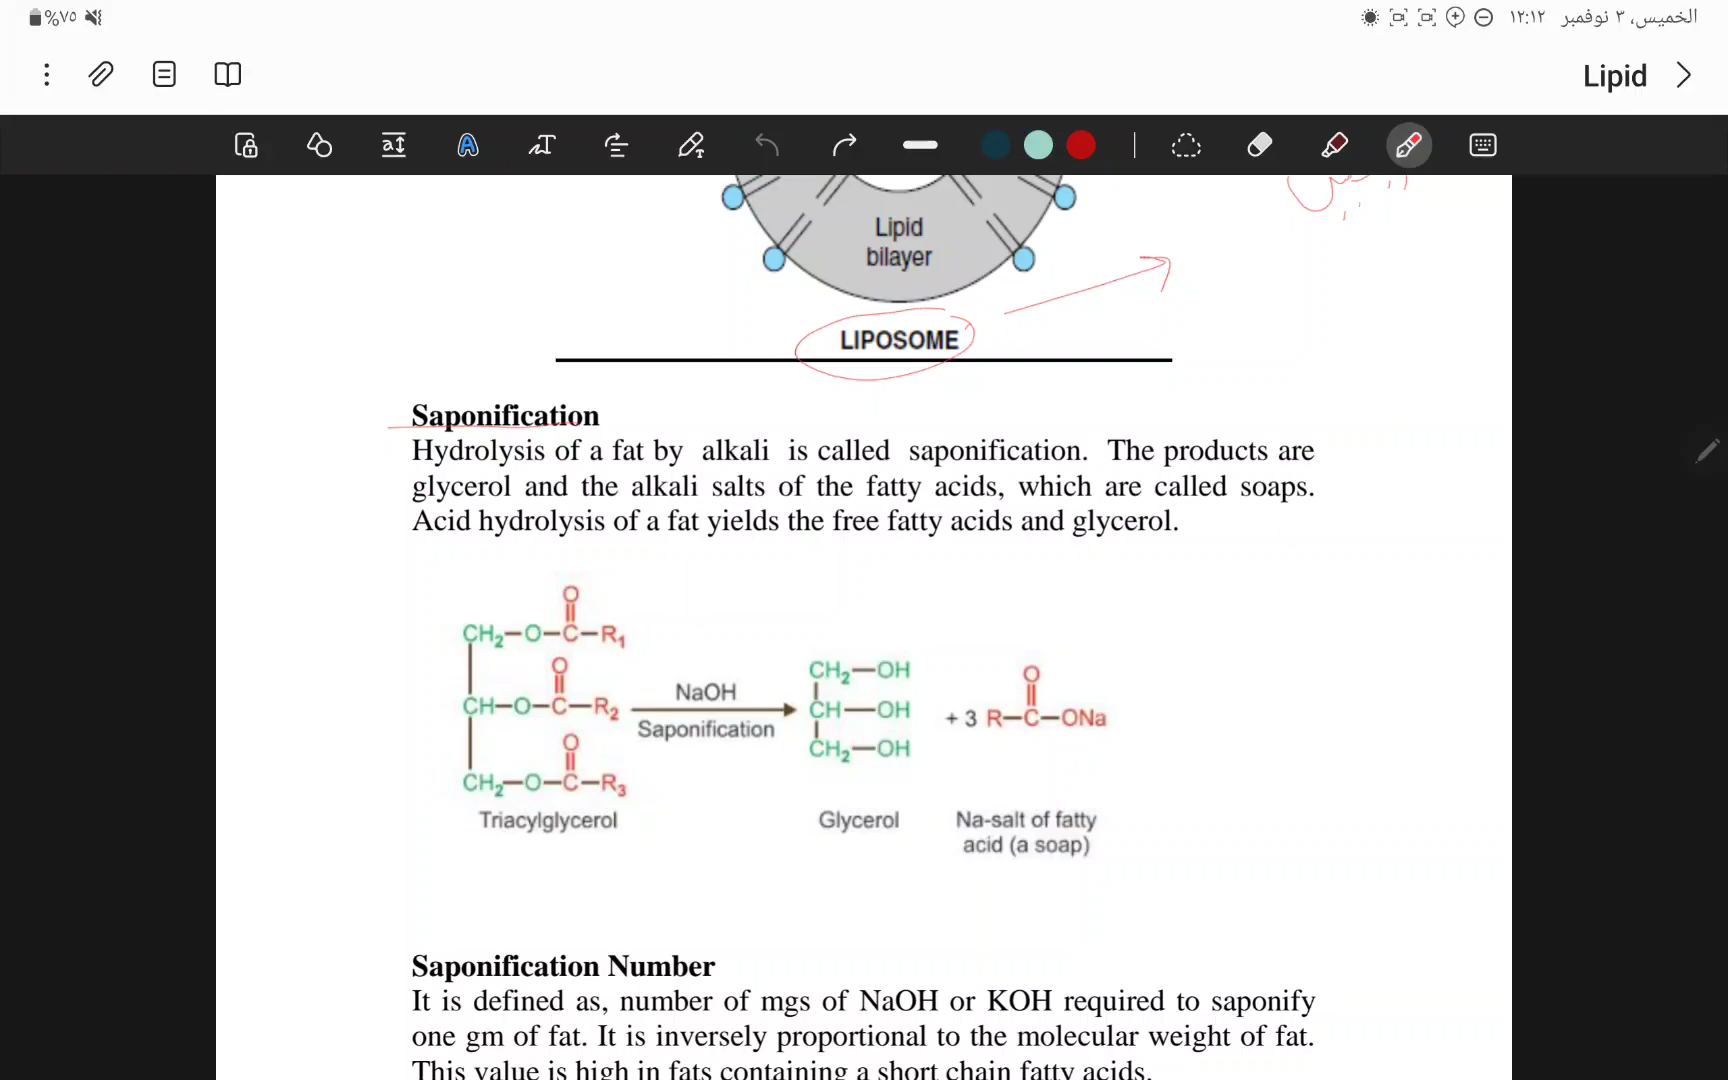 %٧٥
الخميس، ٣ نوفمبر ١٢:١٢
Lipid
Lipid
bilayer
LIPOSOME
Saponification
Hydrolysis of a fat by alkali is called saponification. The products are
glycerol and the alkali salts of the fatty acids, which are called soaps.
Acid hydrolysis of a fat yields the free fatty acids and glycerol.
O
CH₂—O—C—R₁
O
CH—O—C—R₂
O
CH₂—O—C—R₃
Triacylglycerol
NaOH
Saponification
CH₂—OH
CH—OH
CH₂—OH
Glycerol
O
+ 3 R—C—ONa
Na-salt of fatty
acid (a soap)
Saponification Number
It is defined as, number of mgs of NaOH or KOH required to saponify
one gm of fat. It is inversely proportional to the molecular weight of fat.
This value is high in fats containing a short chain fatty acids.